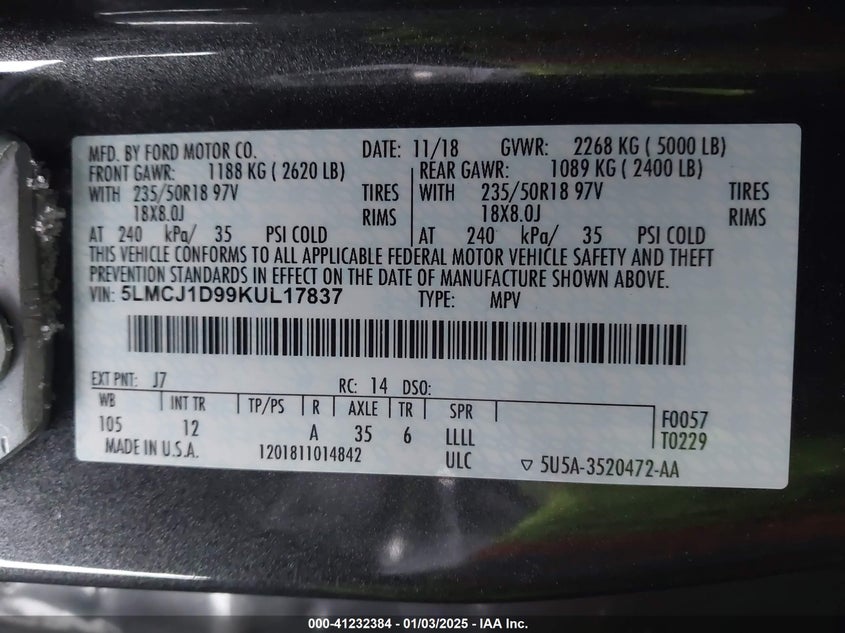 MFD. BY FORD MOTOR CO. DATE: 11/18 GVWR: 2268 KG ( 5000 LB)
FRONT GAWR: 1188 KG ( 2620 LB) REAR GAWR: 1089 KG ( 2400 LB)
WITH 235/50R18 97V TIRES WITH 235/50R18 97V TIRES
18X8.0J RIMS 18X8.0J RIMS
AT 240 kPa/ 35 PSI COLD AT 240 kPa/ 35 PSI COLD
THIS VEHICLE CONFORMS TO ALL APPLICABLE FEDERAL MOTOR VEHICLE SAFETY AND THEFT
PREVENTION STANDARDS IN EFFECT ON THE DATE OF MANUFACTURE SHOWN ABOVE.
VIN: 5LMCJ1D99KUL17837 TYPE: MPV
EXT PNT: J7 RC: 14 DSO:
WB INT TR TP/PS R AXLE TR SPR F0057
105 12 A 35 6 LLLL T0229
MADE IN U.S.A. 1201811014842 ULC ▽ 5U5A-3520472-AA
000-41232384 | 01/03/2025 - IAA Inc.